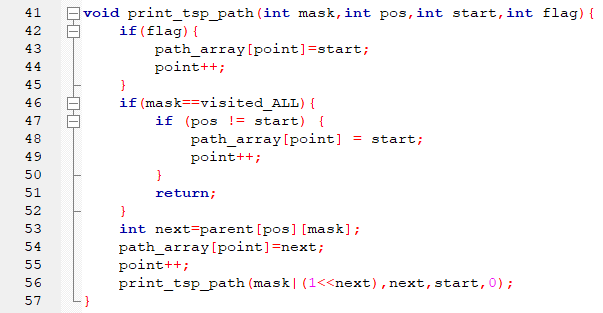 41 void print_tsp_path(int mask,int pos,int start,int flag){
42 if(flag){
43 path_array[point]=start;
44 point++;
45 }
46 if(mask==visited_ALL){
47 if (pos != start) {
48 path_array[point] = start;
49 point++;
50 }
51 return;
52 }
53 int next=parent[pos][mask];
54 path_array[point]=next;
55 point++;
56 print_tsp_path(mask|(1<<next),next,start,0);
57 }